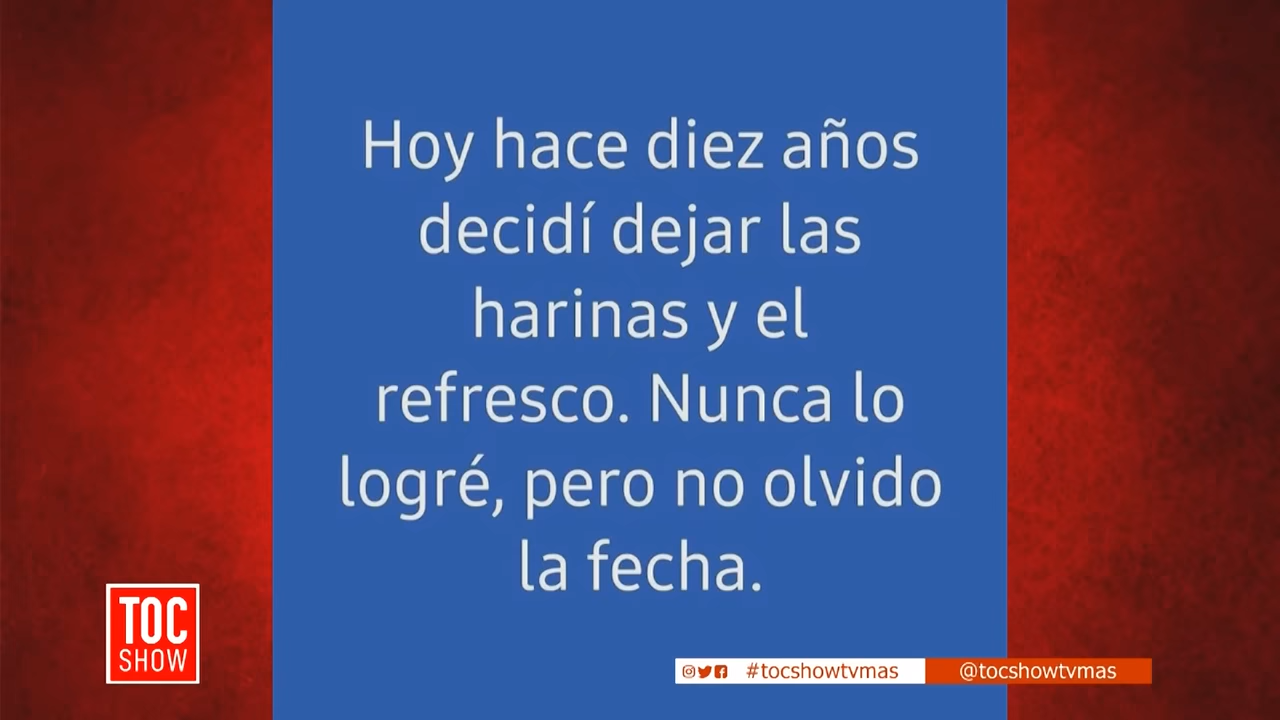 Hoy hace diez años
decidí dejar las
harinas y el
refresco. Nunca lo
logré, pero no olvido
la fecha.
TOC
SHOW
#tocshowtvmas
@tocshowtvmas